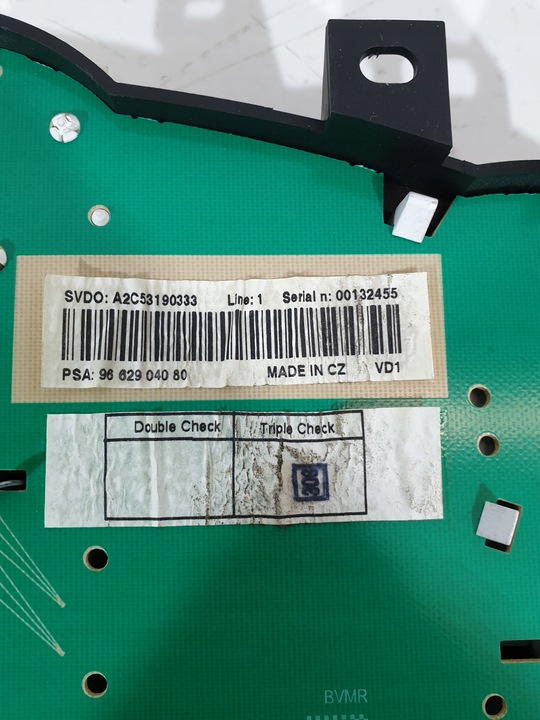 SVDO: A2C53190333 Line: 1 Serial n: 00132455
PSA: 96 629 040 80 MADE IN CZ VD1
Double Check Triple Check
BVMR